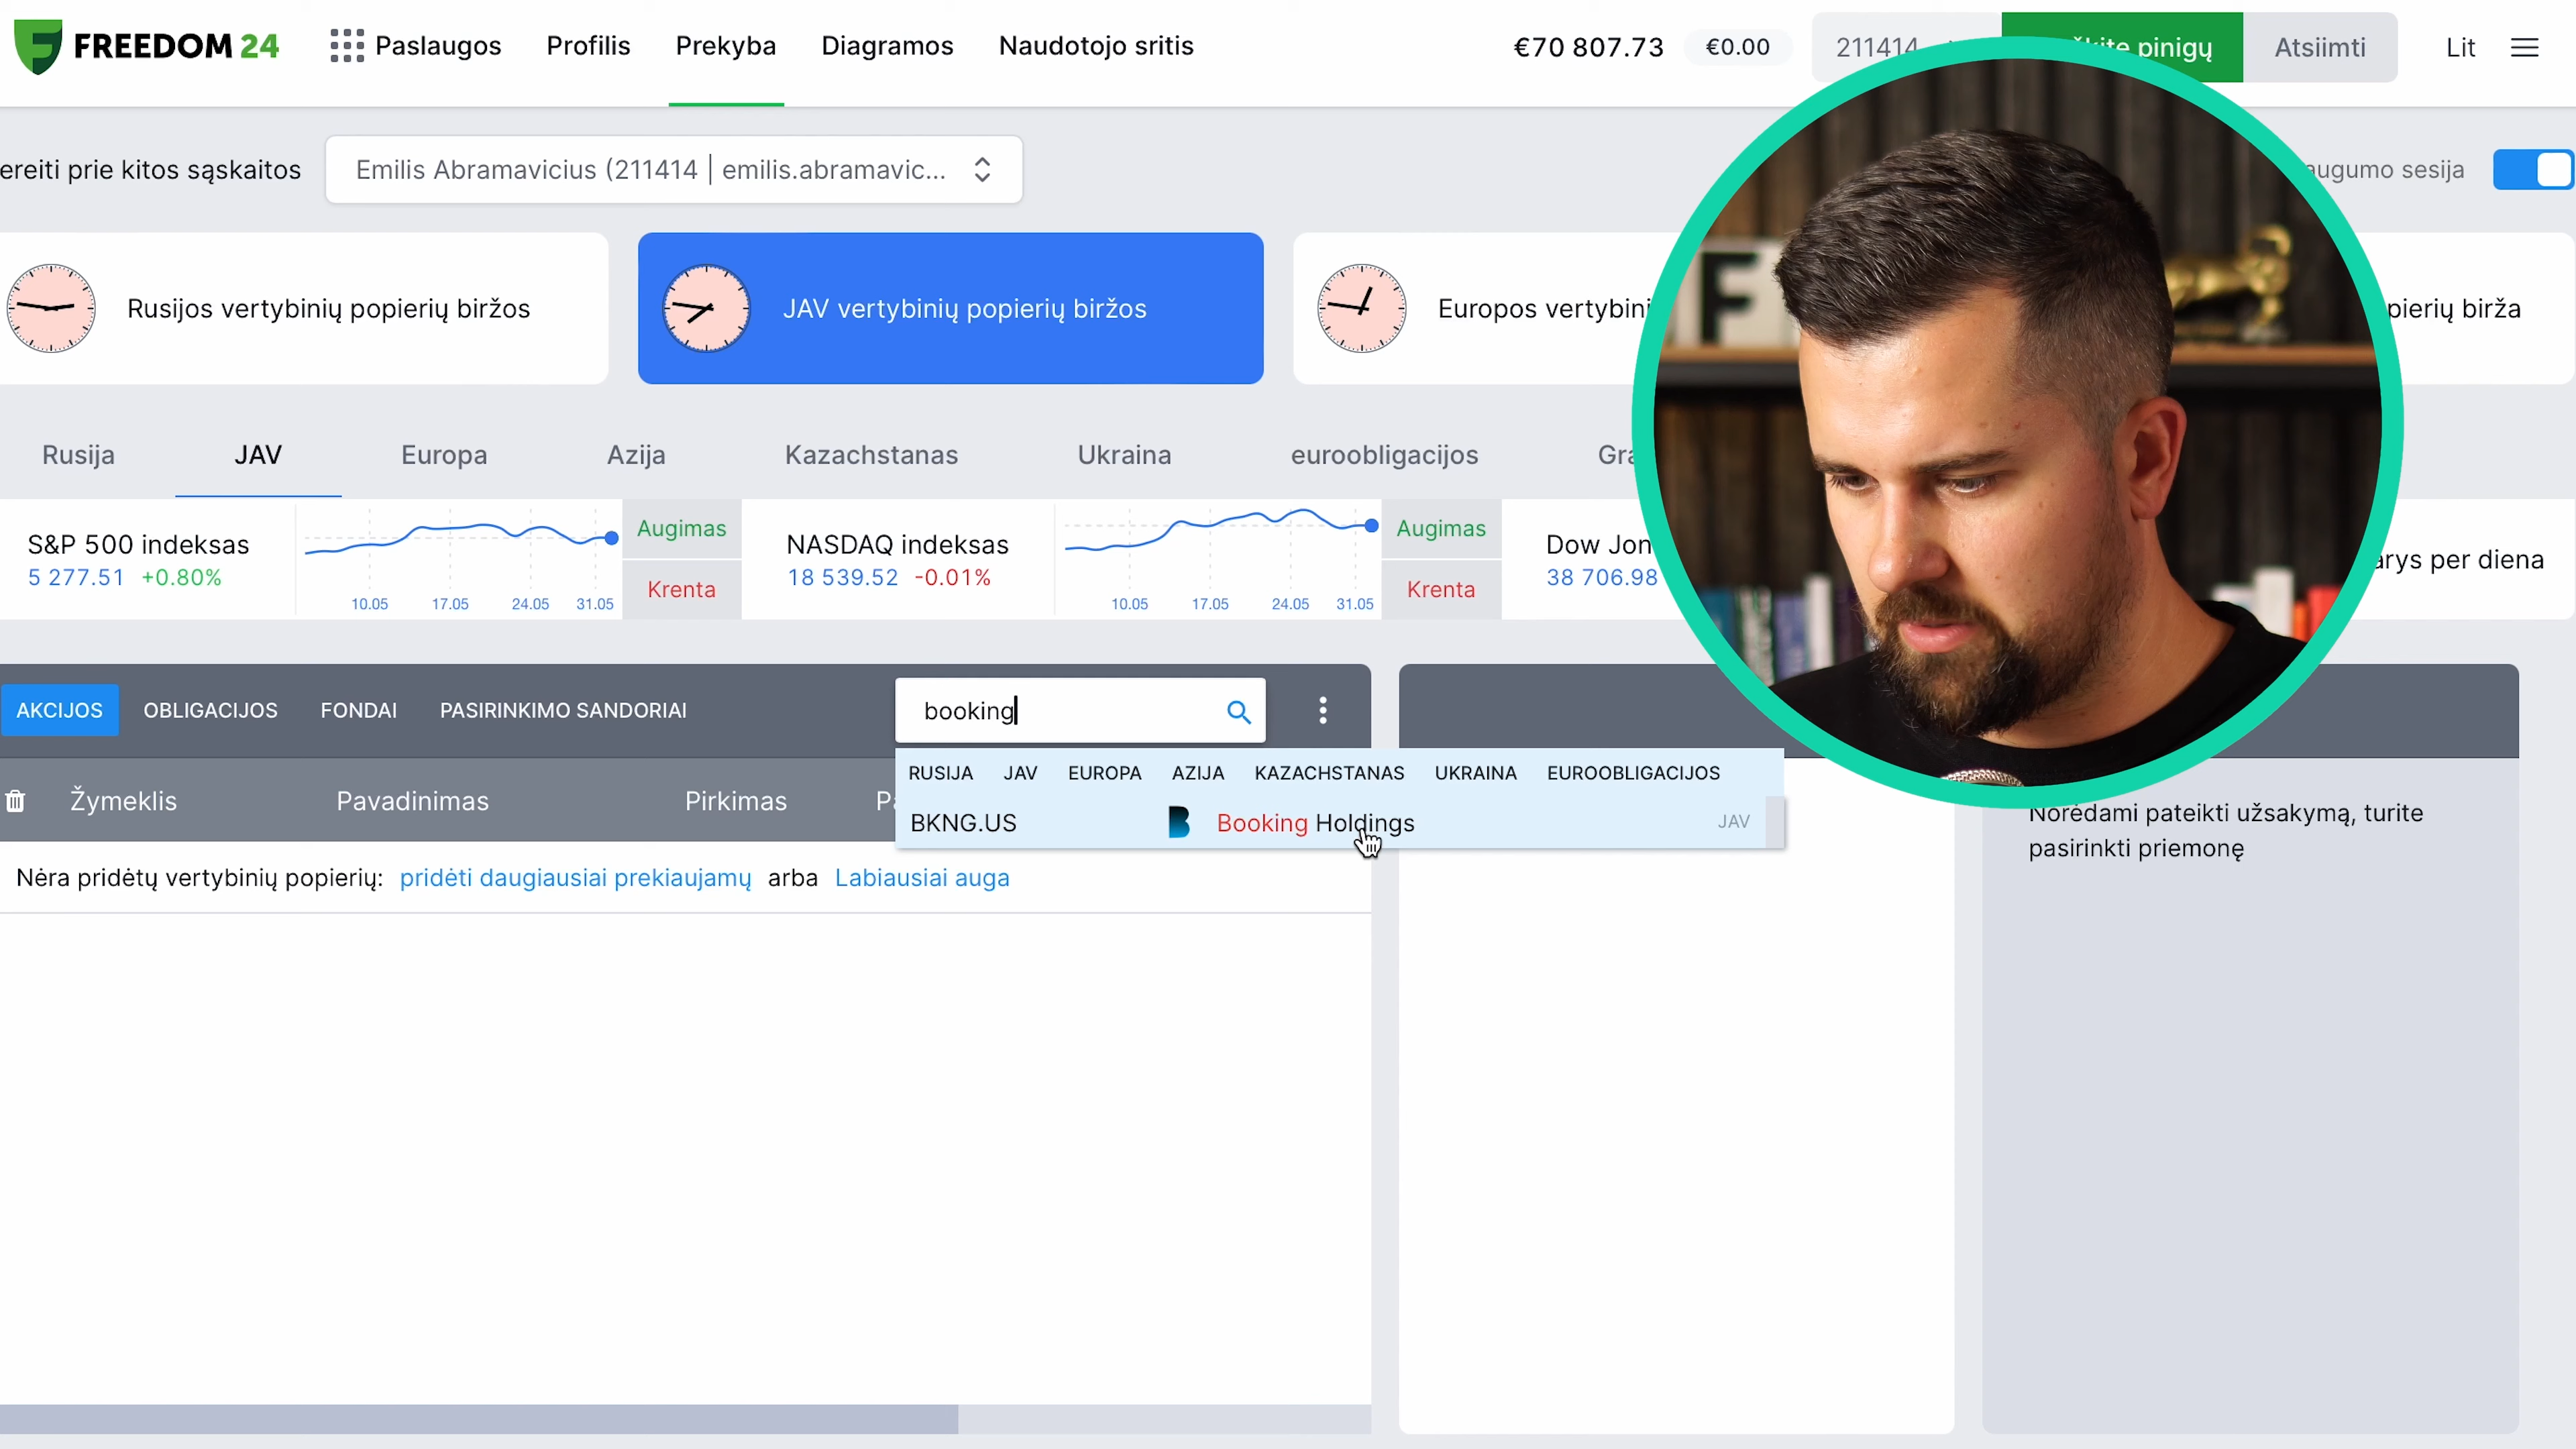 FREEDOM 24
Paslaugos
Profilis
Prekyba
Diagramos
Naudotojo sritis
€70 807.73
€0.00
211414
pinigų
Atsiimti
Lit
ereiti prie kitos sąskaitos
Emilis Abramavicius (211414 | emilis.abramavic...
augumo sesija
Rusijos vertybinių popierių biržos
JAV vertybinių popierių biržos
Europos vertybini
pierių birža
Rusija
JAV
Europa
Azija
Kazachstanas
Ukraina
euroobligacijos
Gra
S&P 500 indeksas
5 277.51 +0.80%
10.05 17.05 24.05 31.05
Augimas
Krenta
NASDAQ indeksas
18 539.52 -0.01%
10.05 17.05 24.05 31.05
Augimas
Krenta
Dow Jon
38 706.98
arys per diena
AKCIJOS
OBLIGACIJOS
FONDAI
PASIRINKIMO SANDORIAI
booking
RUSIJA JAV EUROPA AZIJA KAZACHSTANAS UKRAINA EUROOBLIGACIJOS
BKNG.US Booking Holdings JAV
Žymeklis
Pavadinimas
Pirkimas
Pa
Nėra pridėtų vertybinių popierių: pridėti daugiausiai prekiaujamų arba Labiausiai auga
Norėdami pateikti užsakymą, turite
pasirinkti priemonę